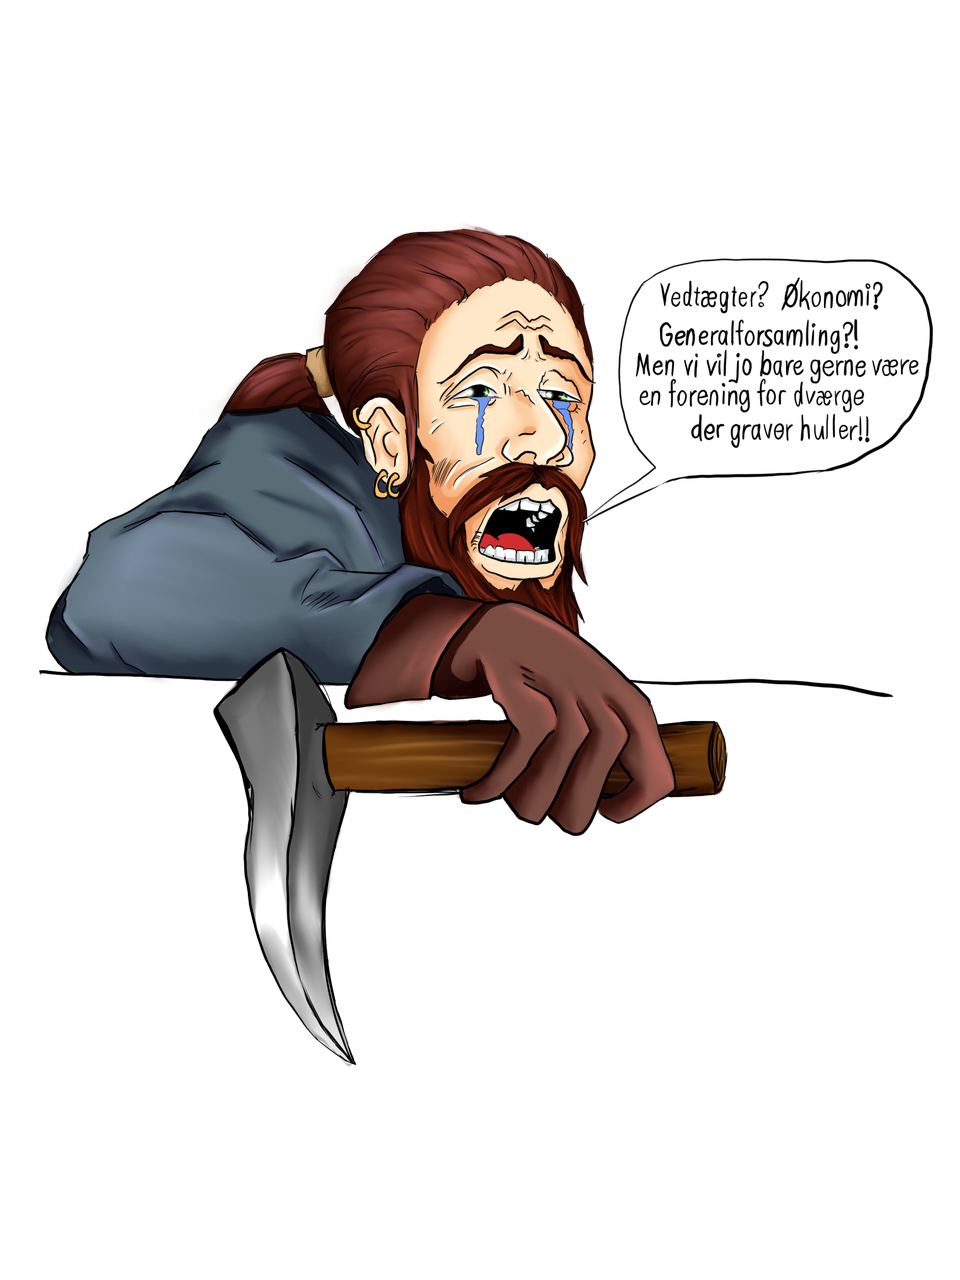 Vedtægter? Økonomi?
Generalforsamling?!
Men vi vil jo bare gerne være
en forening for dværge
der graver huller!!